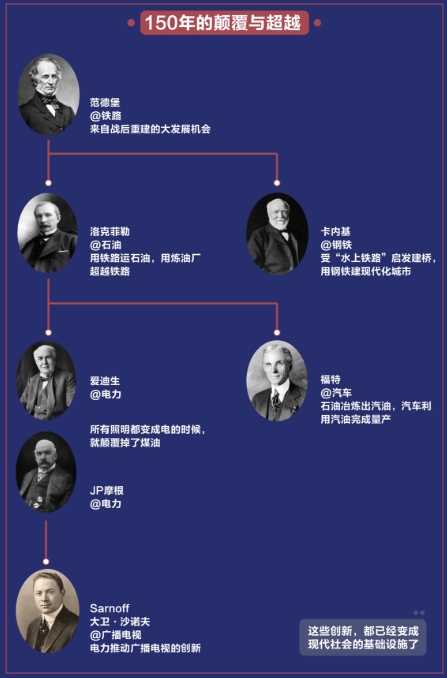 150年的颠覆与超越
范德堡
@铁路
来自战后重建的大发展机会
洛克菲勒
@石油
用铁路运石油，用炼油厂
超越铁路
卡内基
@钢铁
受“水上铁路”启发建桥，
用钢铁建现代化城市
爱迪生
@电力
所有照明都变成电的时候，
就颠覆掉了煤油
福特
@汽车
石油冶炼出汽油，汽车利
用汽油完成量产
JP摩根
@电力
Sarnoff
大卫·沙诺夫
@广播电视
电力推动广播电视的创新
这些创新，都已经变成
现代社会的基础设施了